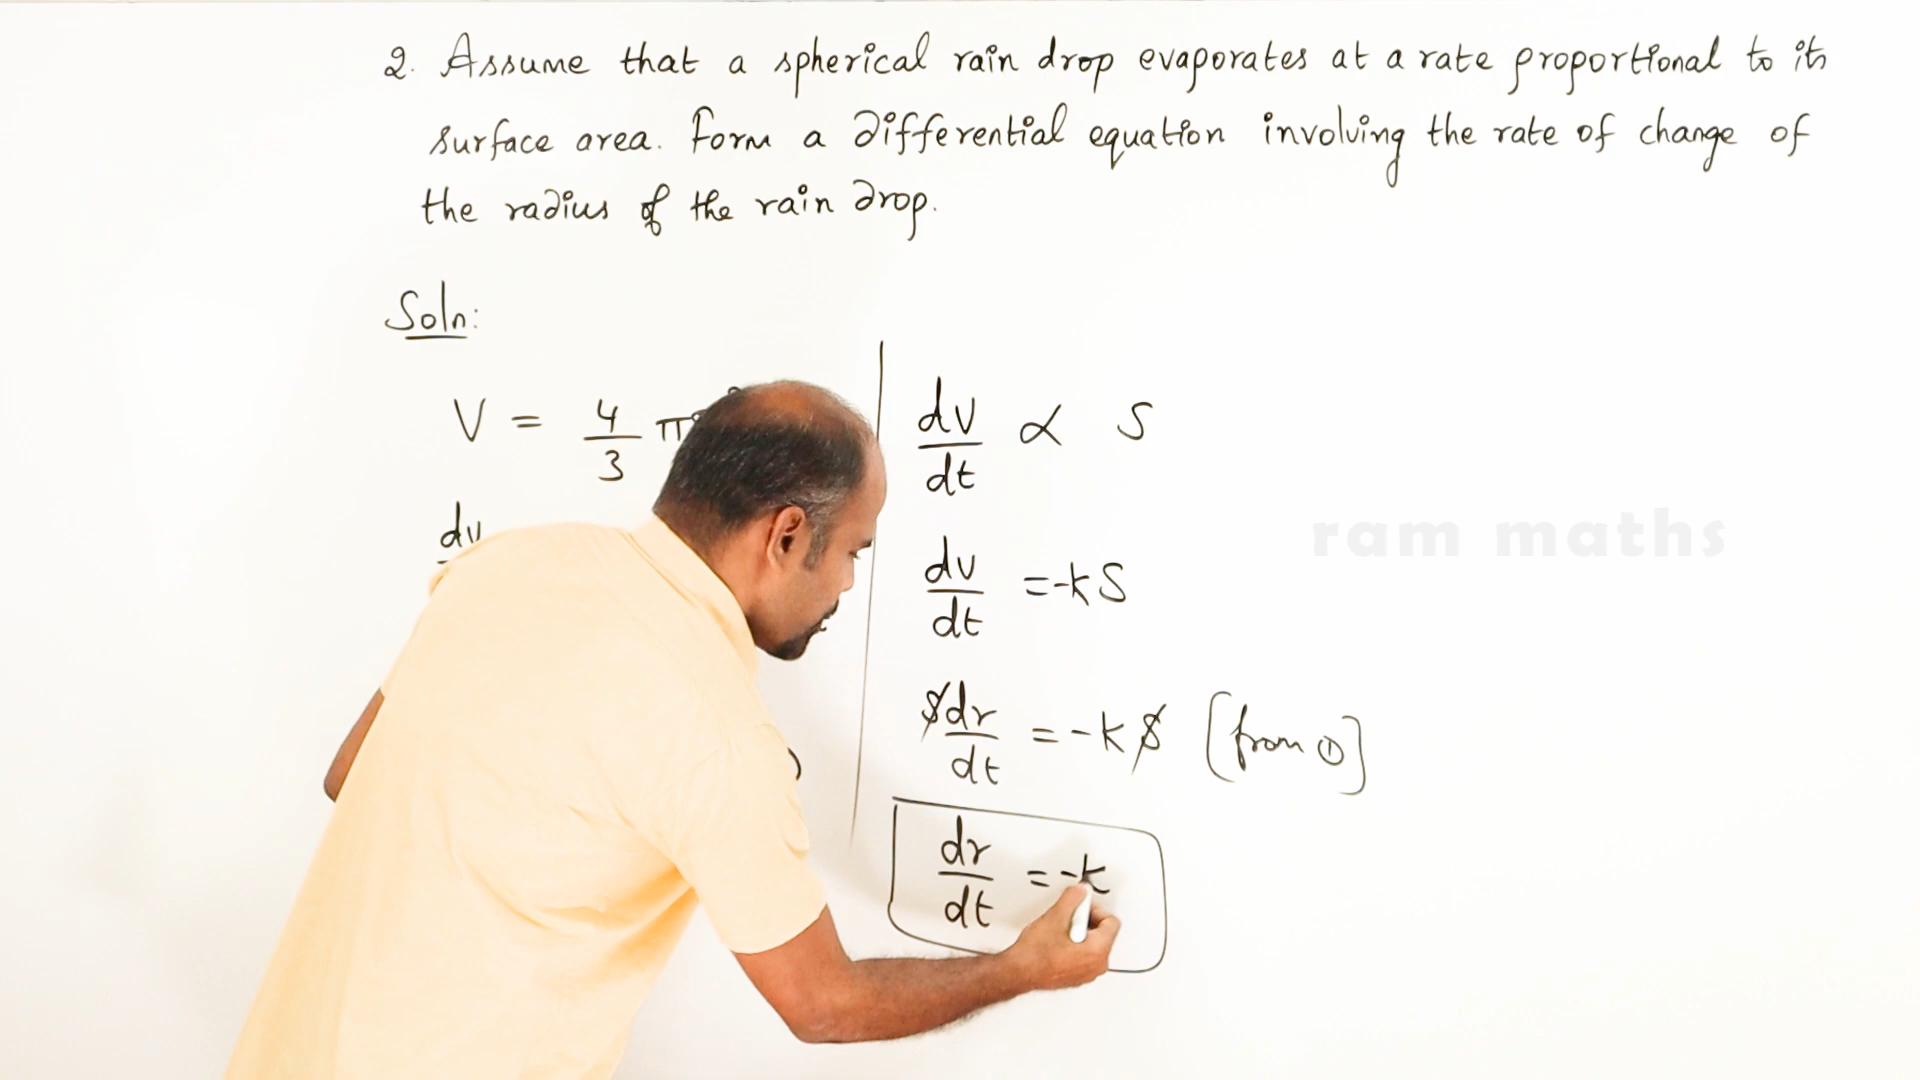 2. Assume that a spherical rain drop evaporates at a rate proportional to its
surface area. Form a differential equation involving the rate of change of
the radius of the rain drop.
Soln:
V = 4/3 π
dv
dv/dt ∝ S
dv/dt = -kS
S dr/dt = -kS [from ①]
dr/dt = -k
ram maths